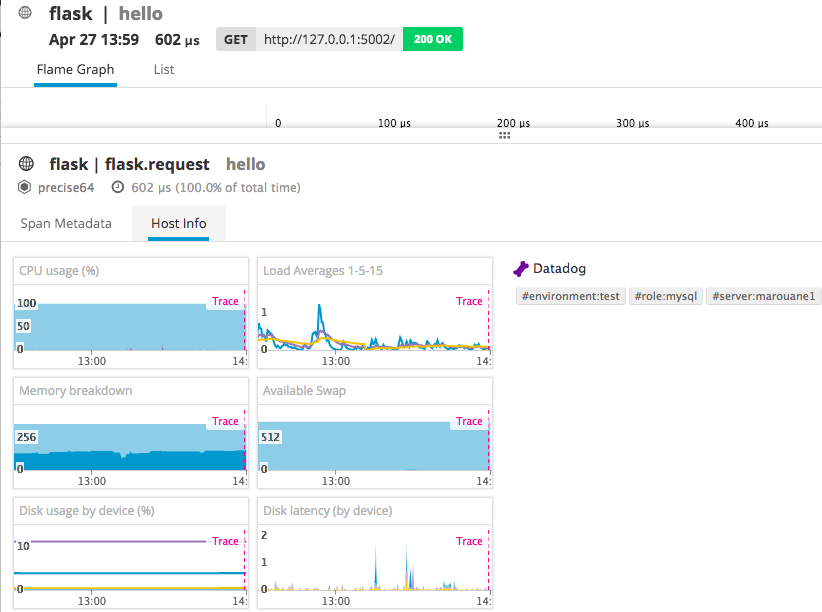 flask | hello
Apr 27 13:59 602 μs GET http://127.0.0.1:5002/ 200 OK
Flame Graph List
0 100 μs 200 μs 300 μs 400 μs
flask | flask.request hello
precise64 602 μs (100.0% of total time)
Span Metadata Host Info
CPU usage (%)
100
50
0
Trace
13:00 14:
Load Averages 1-5-15
1
0
Trace
13:00 14:
Datadog
#environment:test #role:mysql #server:marouane1
Memory breakdown
256
0
Trace
13:00 14:
Available Swap
512
0
Trace
13:00 14:
Disk usage by device (%)
10
0
Trace
13:00 14:
Disk latency (by device)
2
1
0
Trace
13:00 14: